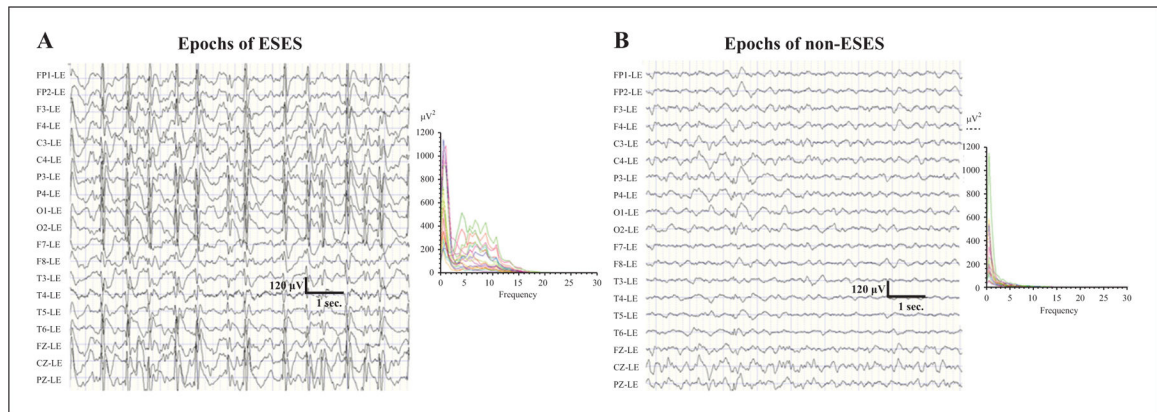 A
Epochs of ESES
FP1-LE
FP2-LE
F3-LE
F4-LE
C3-LE
C4-LE
P3-LE
P4-LE
O1-LE
O2-LE
F7-LE
F8-LE
T3-LE
T4-LE
T5-LE
T6-LE
FZ-LE
CZ-LE
PZ-LE
120 μV
1 sec.
μV²
1200
1000
800
600
400
200
0
0 5 10 15 20 25 30
Frequency
B
Epochs of non-ESES
FP1-LE
FP2-LE
F3-LE
F4-LE
C3-LE
C4-LE
P3-LE
P4-LE
O1-LE
O2-LE
F7-LE
F8-LE
T3-LE
T4-LE
T5-LE
T6-LE
FZ-LE
CZ-LE
PZ-LE
120 μV
1 sec.
μV²
1200
1000
800
600
400
200
0
0 5 10 15 20 25 30
Frequency